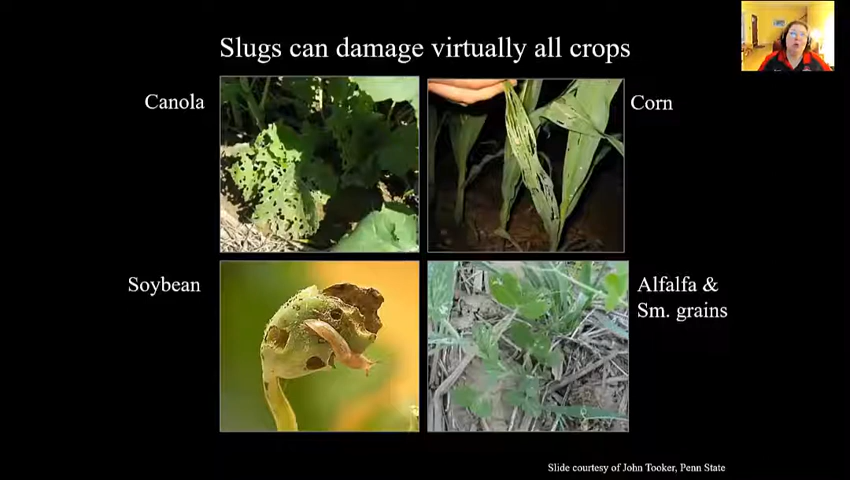 Slugs can damage virtually all crops
Canola
Corn
Soybean
Alfalfa &
Sm. grains
Slide courtesy of John Tooker, Penn State